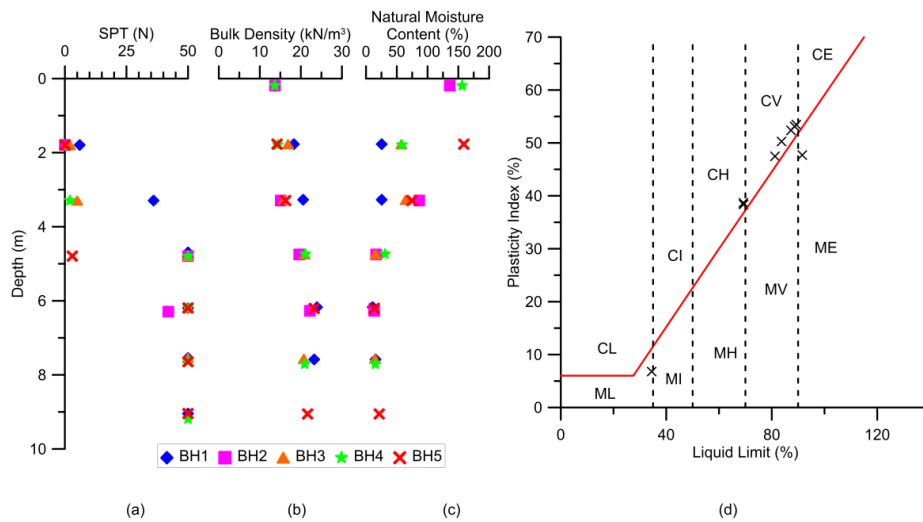 SPT (N)
0 50
Bulk Density (kN/m³)
0 10 20 30
Natural Moisture
Content (%)
0 50 100 150 200
Depth (m)
0
2
4
6
8
10
BH1 BH2 BH3 BH4 BH5
(a) (b) (c) (d)
Plasticity Index (%)
70
60
50
40
30
20
10
0
CE
CV
CH
CI
ME
MV
CL
MH
MI
ML
0 40 80 120
Liquid Limit (%)